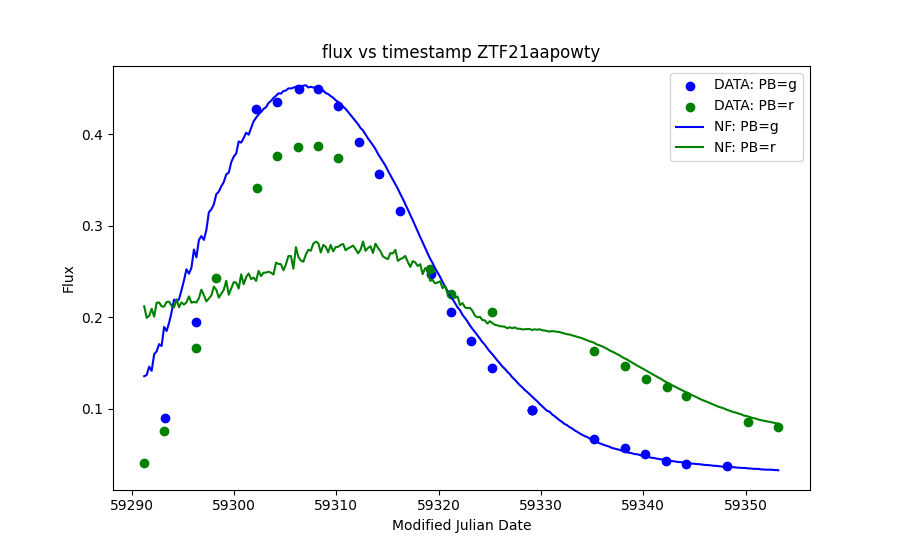 flux vs timestamp ZTF21aapowty
DATA: PB=g
DATA: PB=r
NF: PB=g
NF: PB=r
0.4
0.3
0.2
0.1
Flux
59290 59300 59310 59320 59330 59340 59350
Modified Julian Date